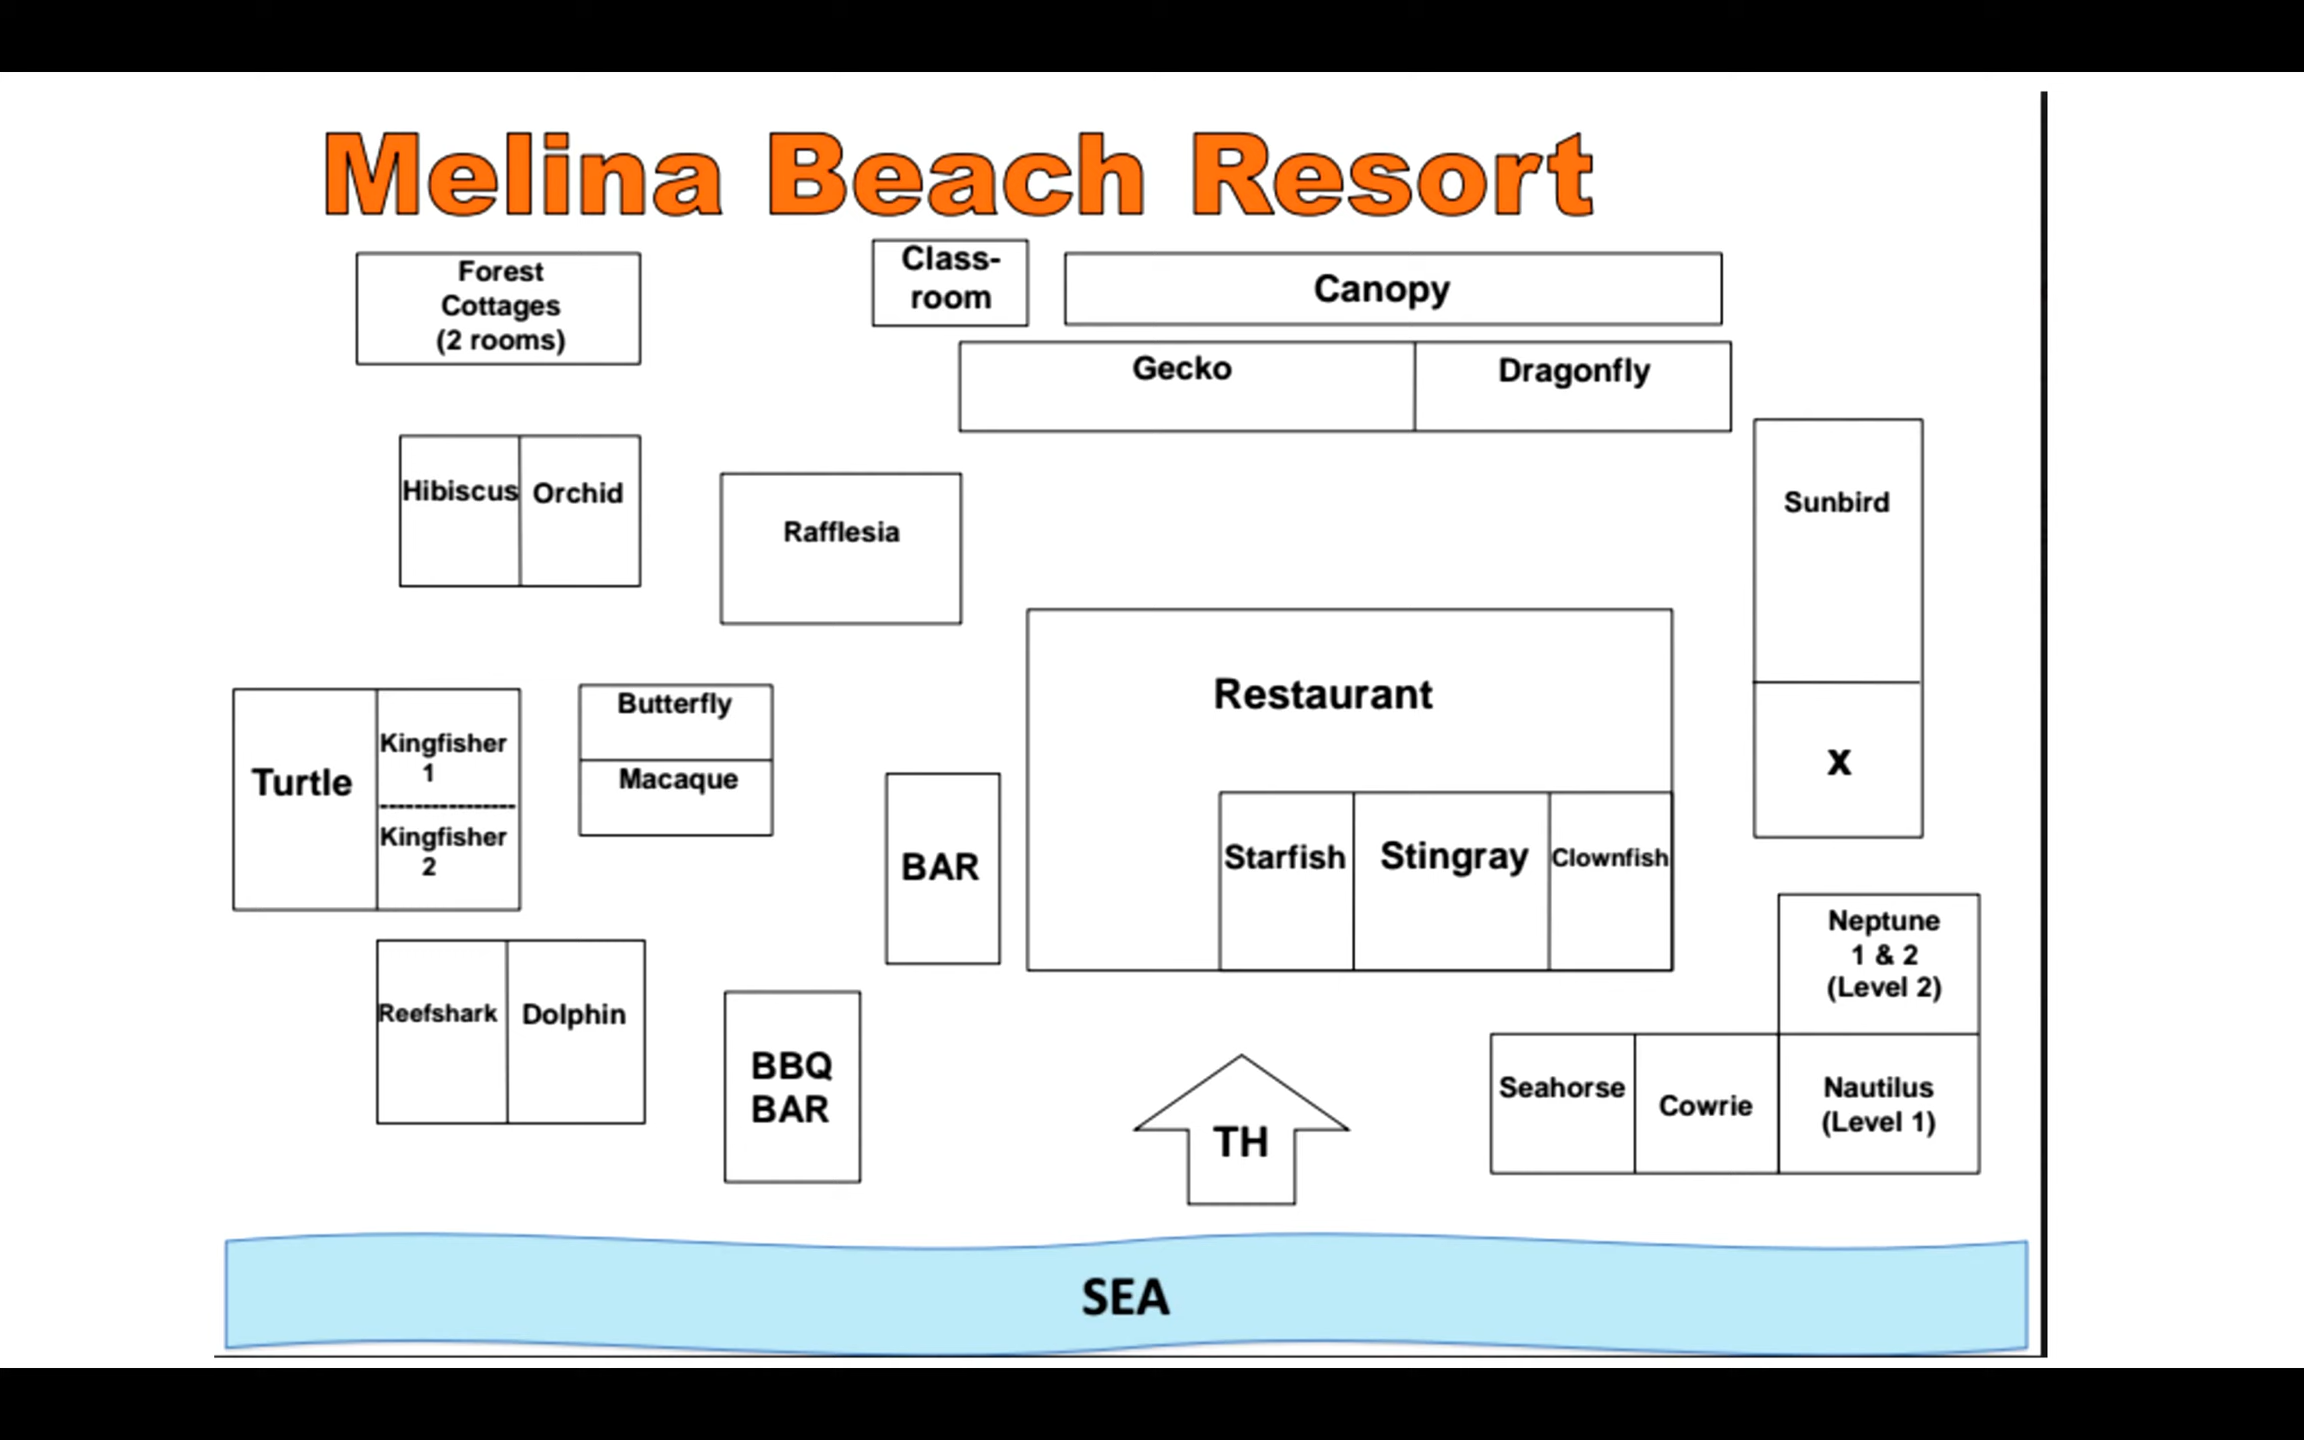 Melina Beach Resort
Forest
Cottages
(2 rooms)
Class-
room
Canopy
Gecko
Dragonfly
Hibiscus
Orchid
Rafflesia
Sunbird
Restaurant
Turtle
Kingfisher
1
Kingfisher
2
Butterfly
Macaque
BAR
Starfish
Stingray
Clownfish
X
Neptune
1 & 2
(Level 2)
Reefshark
Dolphin
BBQ
BAR
TH
Seahorse
Cowrie
Nautilus
(Level 1)
SEA